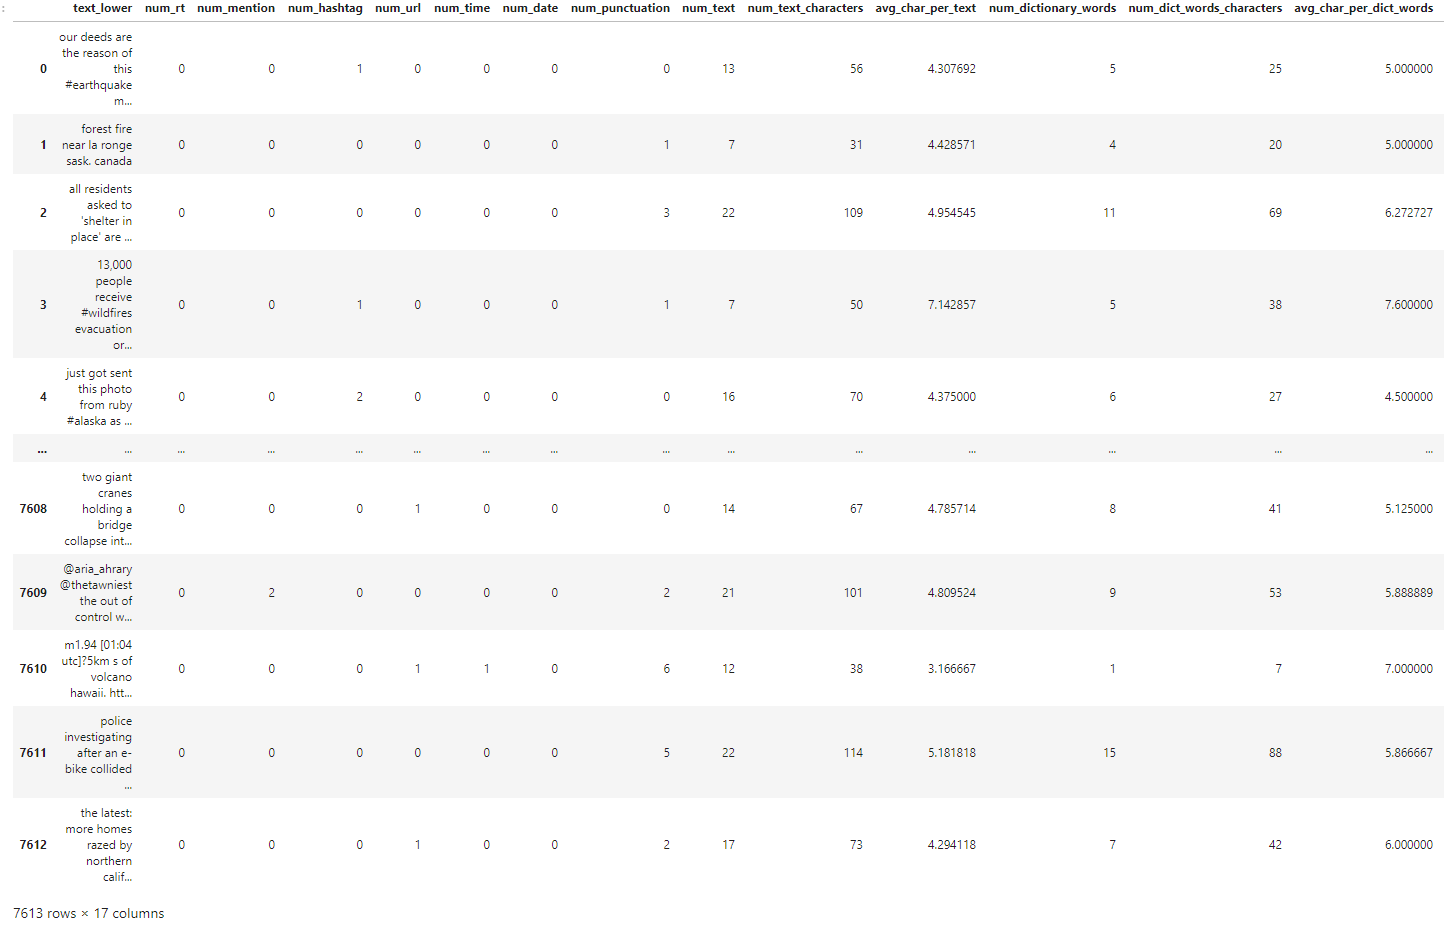 :
text_lower num_rt num_mention num_hashtag num_url num_time num_date num_punctuation num_text num_text_characters avg_char_per_text num_dictionary_words num_dict_words_characters avg_char_per_dict_words
our deeds are
the reason of
0 this 0 0 1 0 0 0 0 13 56 4.307692 5 25 5.000000
#earthquake
m...
forest fire
1 near la ronge 0 0 0 0 0 0 1 7 31 4.428571 4 20 5.000000
sask. canada
all residents
asked to
2 'shelter in 0 0 0 0 0 0 3 22 109 4.954545 11 69 6.272727
place' are ...
13,000
people
receive
3 #wildfires 0 0 1 0 0 0 1 7 50 7.142857 5 38 7.600000
evacuation
or...
just got sent
this photo
4 from ruby 0 0 2 0 0 0 0 16 70 4.375000 6 27 4.500000
#alaska as ...
... ... ... ... ... ... ... ... ... ... ... ... ... ... ...
two giant
cranes
7608 holding a 0 0 0 1 0 0 0 14 67 4.785714 8 41 5.125000
bridge
collapse int...
@aria_ahrary
@thetawniest
7609 the out of 0 2 0 0 0 0 2 21 101 4.809524 9 53 5.888889
control w...
m1.94 [01:04
utc]?5km s of
7610 volcano 0 0 0 1 1 0 6 12 38 3.166667 1 7 7.000000
hawaii. htt...
police
investigating
7611 after an e- 0 0 0 0 0 0 5 22 114 5.181818 15 88 5.866667
bike collided
...
the latest:
more homes
7612 razed by 0 0 0 1 0 0 2 17 73 4.294118 7 42 6.000000
northern
calif...
7613 rows × 17 columns